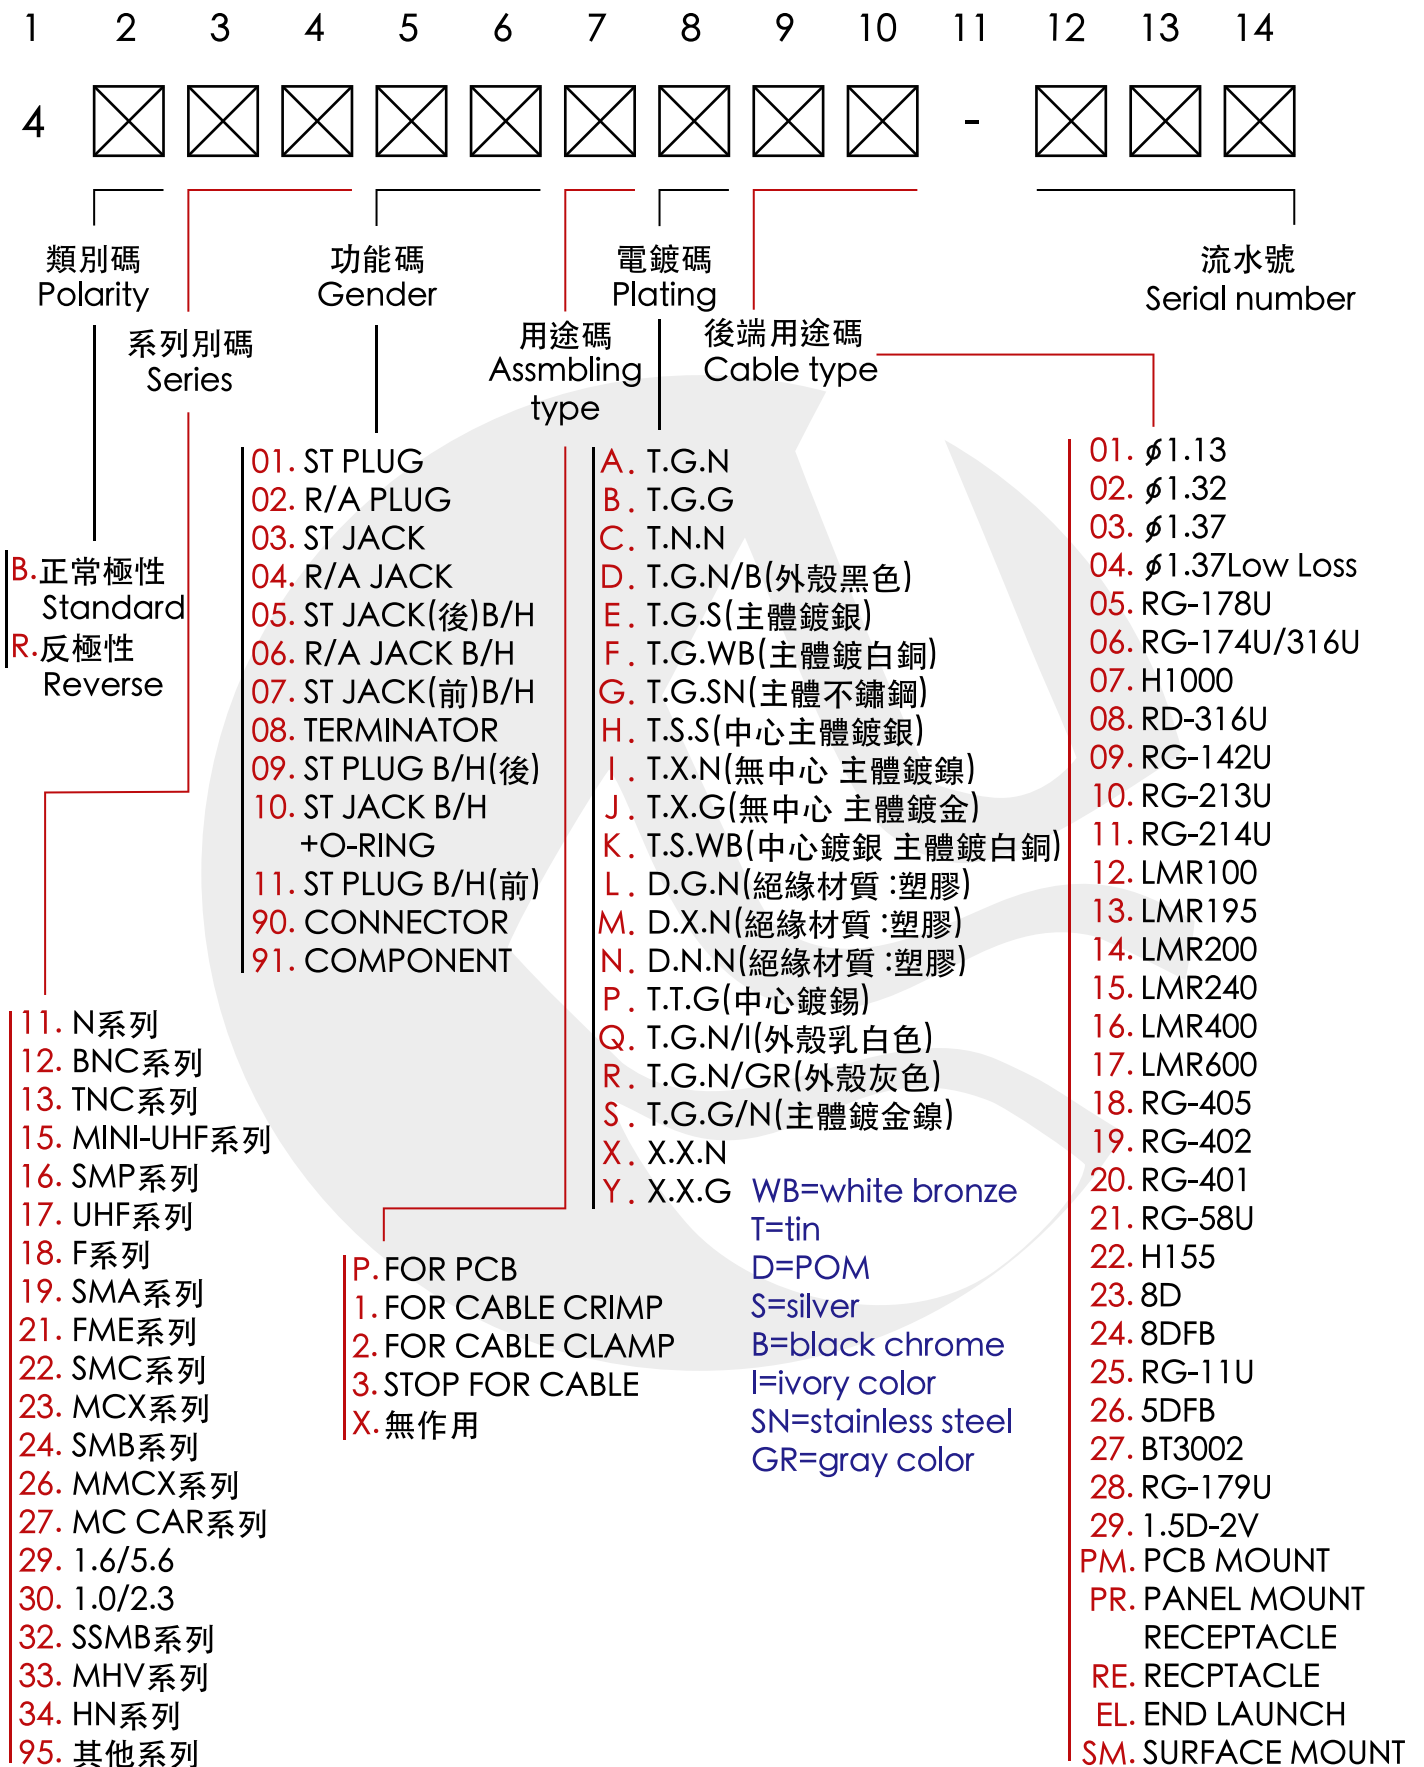 1 2 3 4 5 6 7 8 9 10 11 12 13 14
4 -
類別碼
Polarity
系列別碼
Series
功能碼
Gender
用途碼
Assmbling
type
電鍍碼
Plating
後端用途碼
Cable type
流水號
Serial number
B.正常極性
Standard
R.反極性
Reverse
11. N系列
12. BNC系列
13. TNC系列
15. MINI-UHF系列
16. SMP系列
17. UHF系列
18. F系列
19. SMA系列
21. FME系列
22. SMC系列
23. MCX系列
24. SMB系列
26. MMCX系列
27. MC CAR系列
29. 1.6/5.6
30. 1.0/2.3
32. SSMB系列
33. MHV系列
34. HN系列
95. 其他系列
01. ST PLUG
02. R/A PLUG
03. ST JACK
04. R/A JACK
05. ST JACK(後)B/H
06. R/A JACK B/H
07. ST JACK(前)B/H
08. TERMINATOR
09. ST PLUG B/H(後)
10. ST JACK B/H
+O-RING
11. ST PLUG B/H(前)
90. CONNECTOR
91. COMPONENT
P. FOR PCB
1. FOR CABLE CRIMP
2. FOR CABLE CLAMP
3. STOP FOR CABLE
X. 無作用
A. T.G.N
B. T.G.G
C. T.N.N
D. T.G.N/B(外殼黑色)
E. T.G.S(主體鍍銀)
F. T.G.WB(主體鍍白銅)
G. T.G.SN(主體不鏽鋼)
H. T.S.S(中心主體鍍銀)
I. T.X.N(無中心 主體鍍鎳)
J. T.X.G(無中心 主體鍍金)
K. T.S.WB(中心鍍銀 主體鍍白銅)
L. D.G.N(絕緣材質:塑膠)
M. D.X.N(絕緣材質:塑膠)
N. D.N.N(絕緣材質:塑膠)
P. T.T.G(中心鍍錫)
Q. T.G.N/I(外殼乳白色)
R. T.G.N/GR(外殼灰色)
S. T.G.G/N(主體鍍金鎳)
X. X.X.N
Y. X.X.G
WB=white bronze
T=tin
D=POM
S=silver
B=black chrome
I=ivory color
SN=stainless steel
GR=gray color
01. ∮1.13
02. ∮1.32
03. ∮1.37
04. ∮1.37Low Loss
05. RG-178U
06. RG-174U/316U
07. H1000
08. RD-316U
09. RG-142U
10. RG-213U
11. RG-214U
12. LMR100
13. LMR195
14. LMR200
15. LMR240
16. LMR400
17. LMR600
18. RG-405
19. RG-402
20. RG-401
21. RG-58U
22. H155
23. 8D
24. 8DFB
25. RG-11U
26. 5DFB
27. BT3002
28. RG-179U
29. 1.5D-2V
PM. PCB MOUNT
PR. PANEL MOUNT
RECEPTACLE
RE. RECPTACLE
EL. END LAUNCH
SM. SURFACE MOUNT